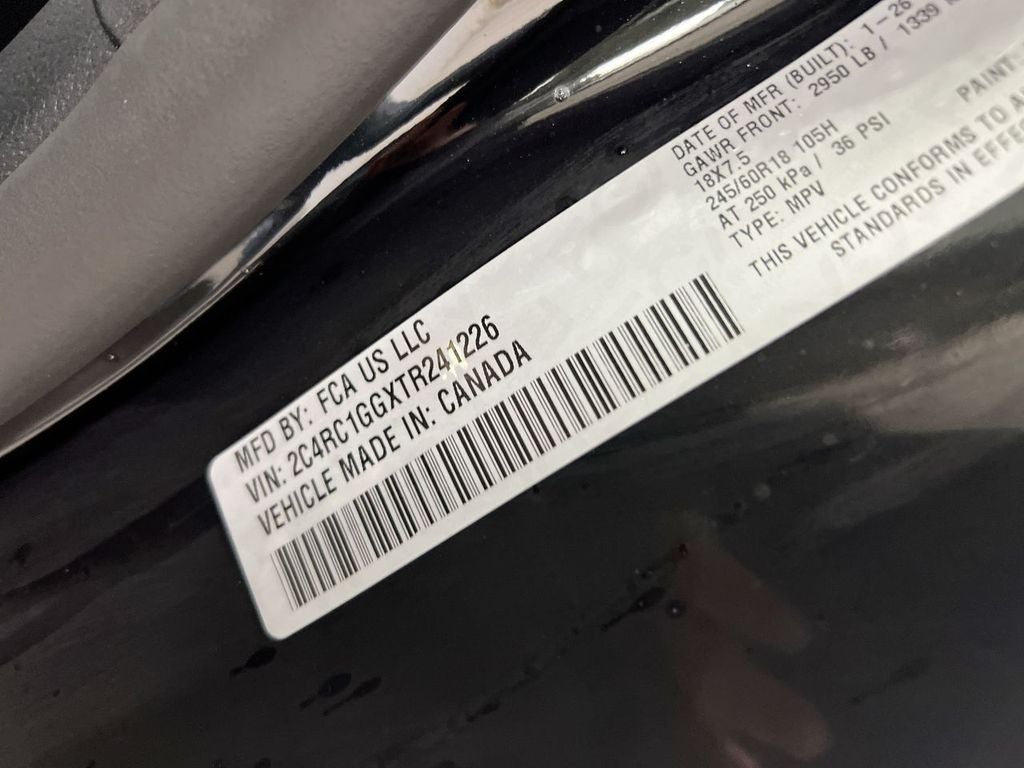 MFD BY: FCA US LLC
VIN: 2C4RC1GGXTR241226
VEHICLE MADE IN: CANADA
DATE OF MFR (BUILT): 1-26
GAWR FRONT: 2950 LB / 1339
18X7.5
245/60R18 105H
AT 250 kPa / 36 PSI
TYPE: MPV
PAINT:
THIS VEHICLE CONFORMS TO
STANDARDS IN